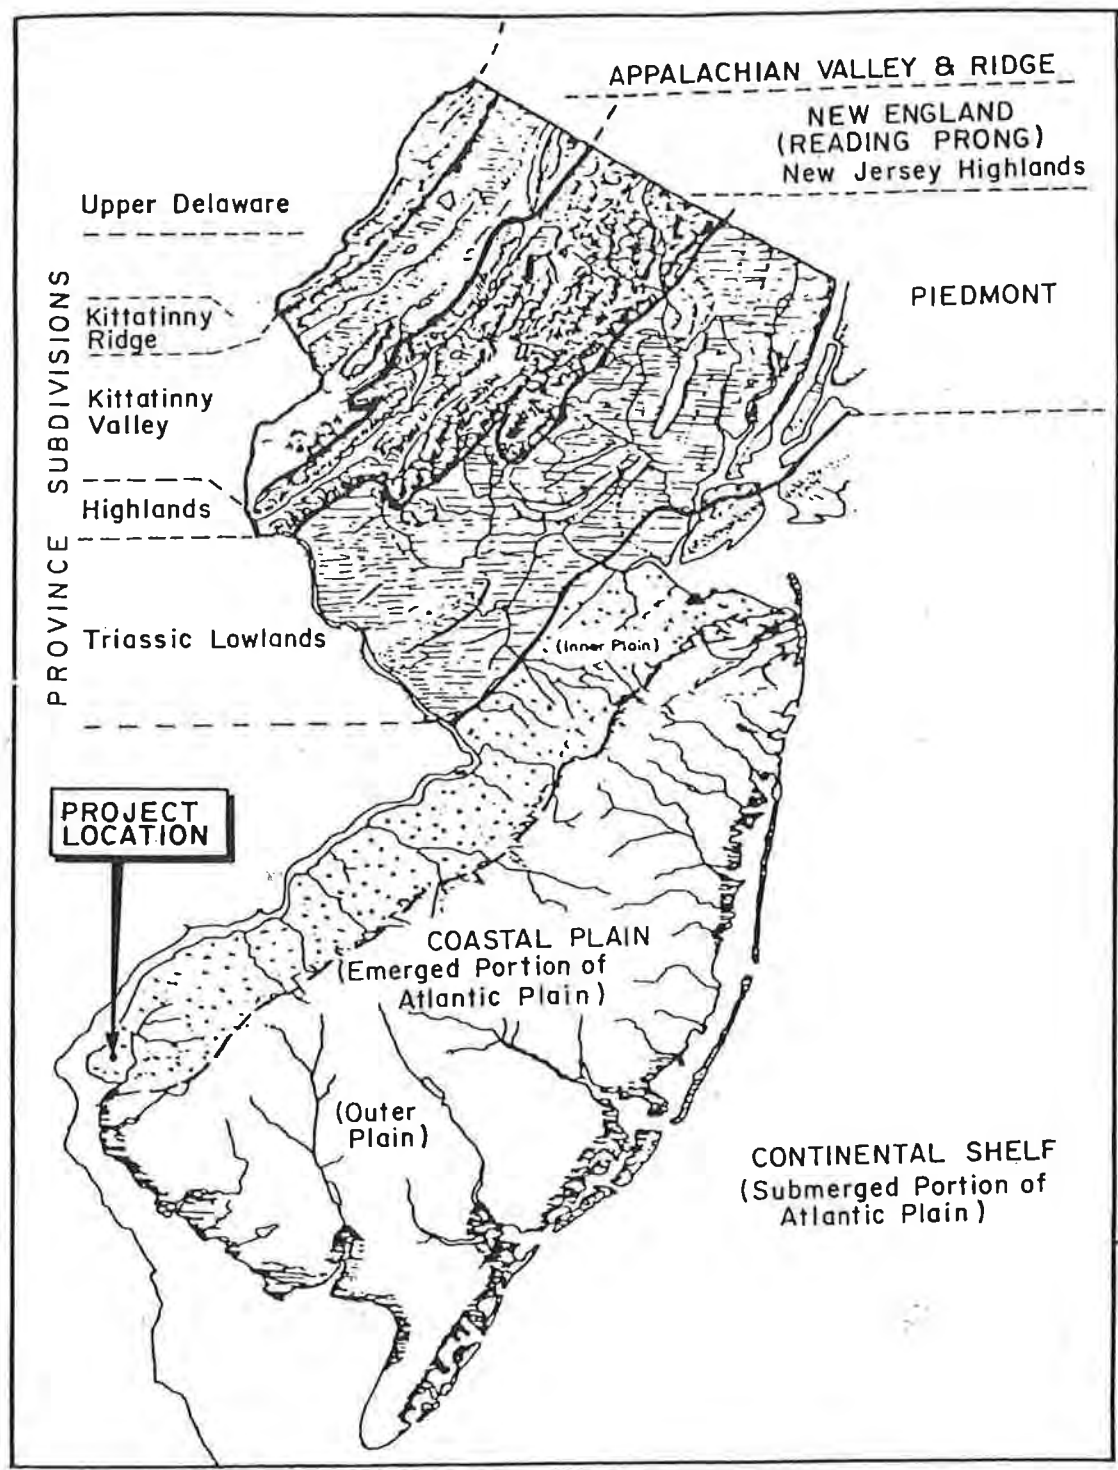 APPALACHIAN VALLEY & RIDGE
NEW ENGLAND
(READING PRONG)
New Jersey Highlands
PIEDMONT
PROVINCE SUBDIVISIONS
Upper Delaware
Kittatinny
Ridge
Kittatinny
Valley
Highlands
Triassic Lowlands
(Inner Plain)
PROJECT
LOCATION
COASTAL PLAIN
(Emerged Portion of
Atlantic Plain)
(Outer
Plain)
CONTINENTAL SHELF
(Submerged Portion of
Atlantic Plain)